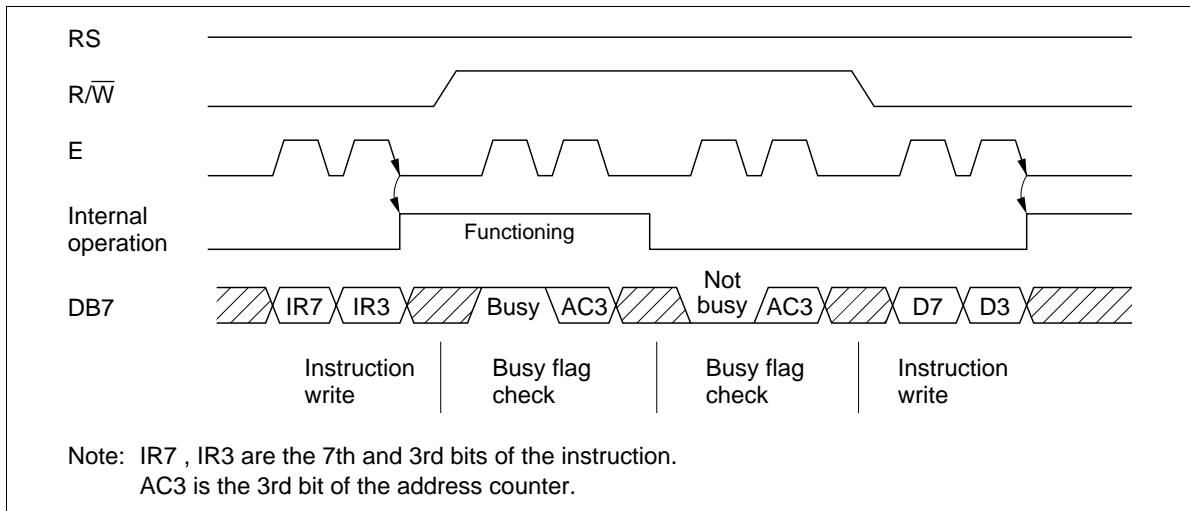 RS
R/W̅
E
Internal
operation
Functioning
DB7
IR7 IR3 Busy AC3 Not
busy AC3 D7 D3
Instruction
write
Busy flag
check
Busy flag
check
Instruction
write
Note: IR7 , IR3 are the 7th and 3rd bits of the instruction.
AC3 is the 3rd bit of the address counter.